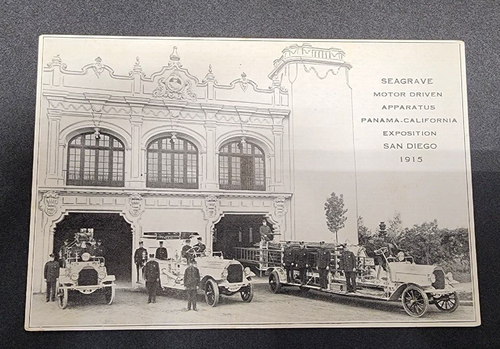 SEAGRAVE
MOTOR DRIVEN
APPARATUS
PANAMA-CALIFORNIA
EXPOSITION
SAN DIEGO
1915